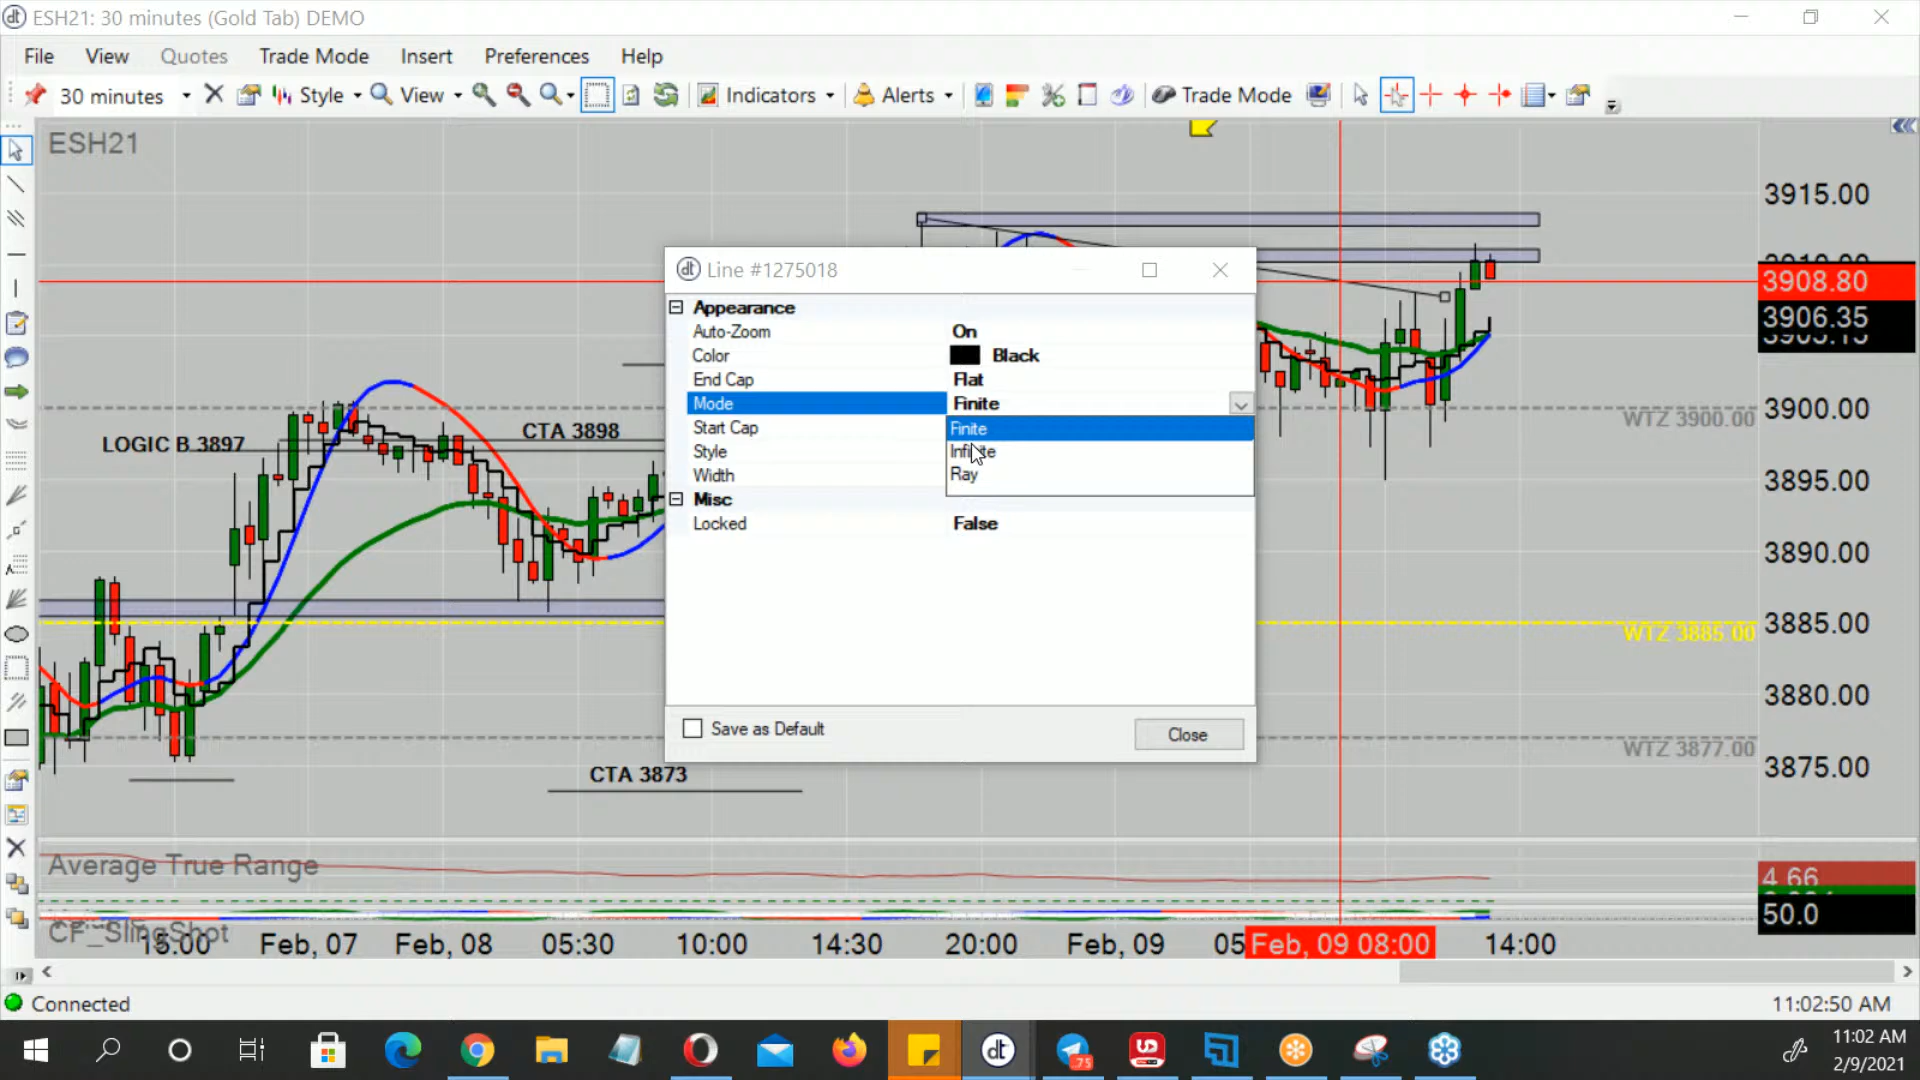 ESH21: 30 minutes (Gold Tab) DEMO
File View Quotes Trade Mode Insert Preferences Help
30 minutes Style View Indicators Alerts Trade Mode
ESH21
3915.00
3908.80
3906.35
3900.00
3895.00
3890.00
3885.00
3880.00
3875.00
WTZ 3900.00
WTZ 3885.00
WTZ 3877.00
LOGIC B 3897
CTA 3898
CTA 3873
Line #1275018
Appearance
Auto-Zoom On
Color Black
End Cap Flat
Mode Finite
Start Cap Finite
Style Infinite
Width Ray
Misc
Locked False
Save as Default
Close
Average True Range
4.66
CF_SlingShot
50.0
15:00 Feb, 07 Feb, 08 05:30 10:00 14:30 20:00 Feb, 09 05 Feb, 09 08:00 14:00
Connected
11:02:50 AM
75
11:02 AM
2/9/2021